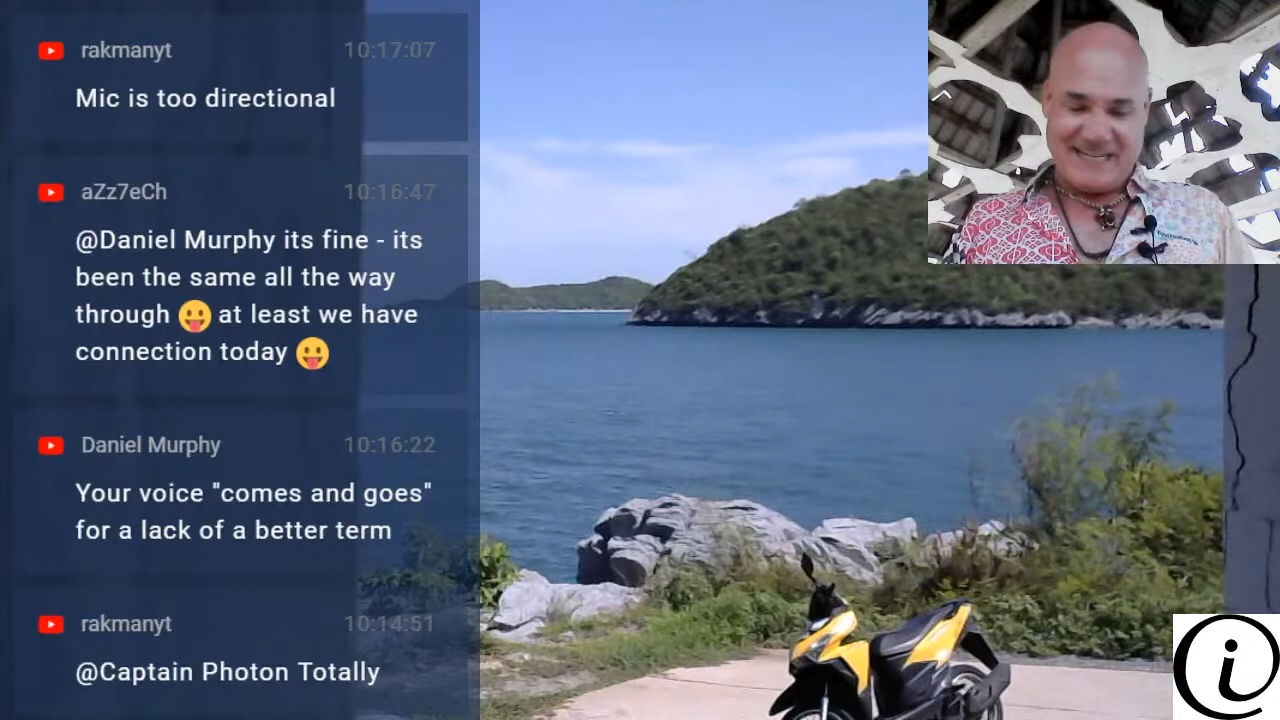 rakmanyt 10:17:07
Mic is too directional
aZz7eCh 10:16:47
@Daniel Murphy its fine - its
been the same all the way
through 😛 at least we have
connection today 😛
Daniel Murphy 10:16:22
Your voice "comes and goes"
for a lack of a better term
rakmanyt 10:14:51
@Captain Photon Totally
i